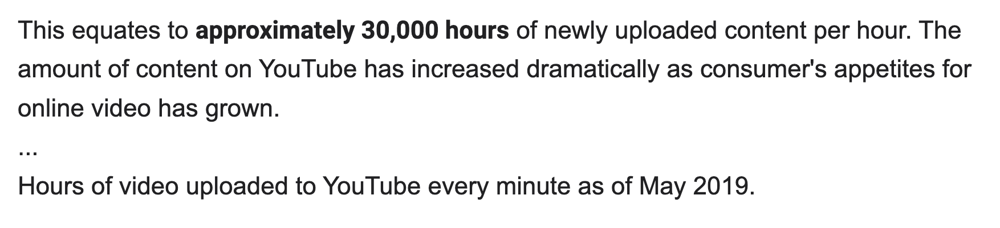 This equates to approximately 30,000 hours of newly uploaded content per hour. The
amount of content on YouTube has increased dramatically as consumer's appetites for
online video has grown.
...
Hours of video uploaded to YouTube every minute as of May 2019.